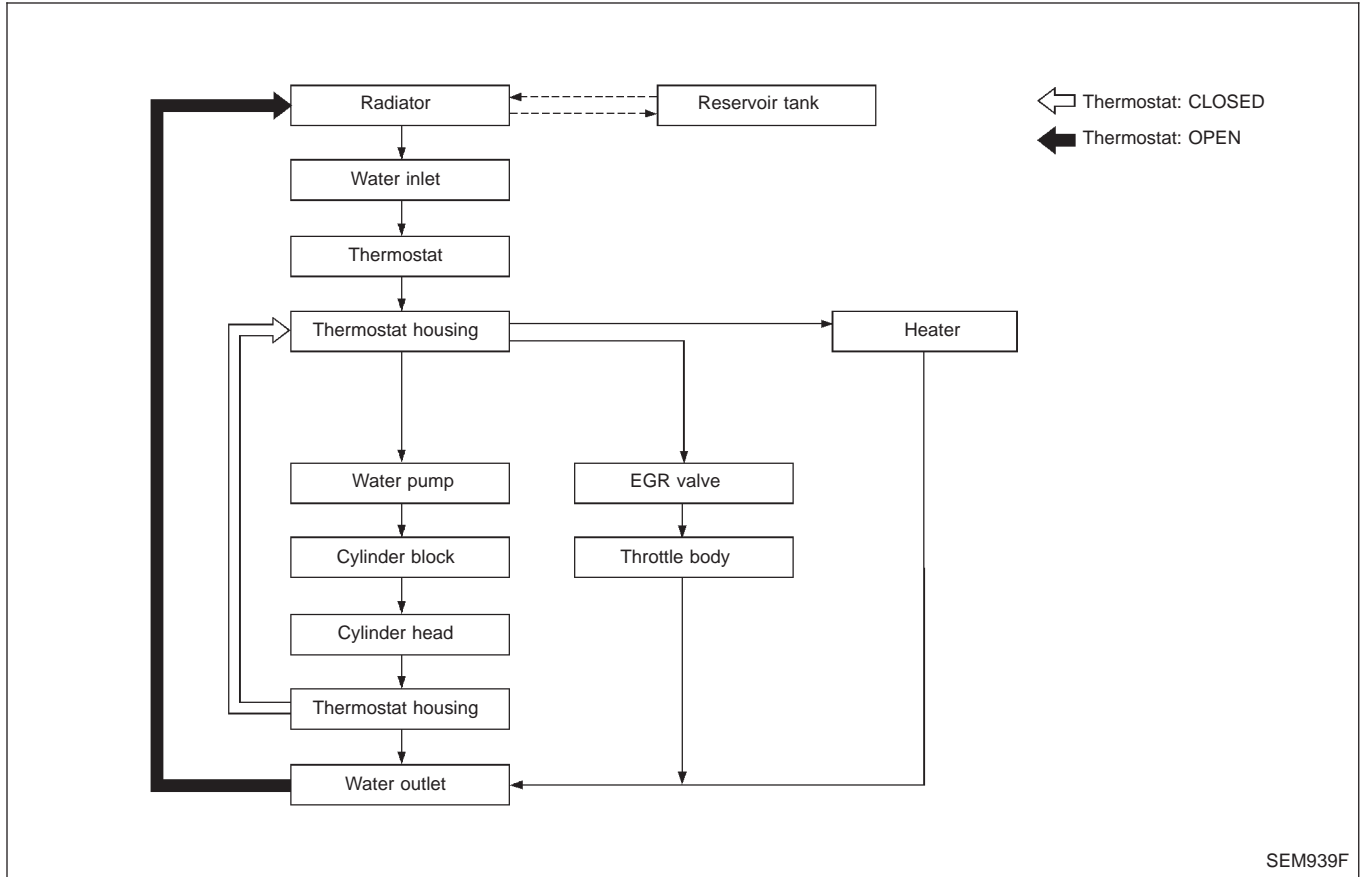 Radiator
Reservoir tank
Thermostat: CLOSED
Thermostat: OPEN
Water inlet
Thermostat
Thermostat housing
Heater
Water pump
EGR valve
Cylinder block
Throttle body
Cylinder head
Thermostat housing
Water outlet
SEM939F